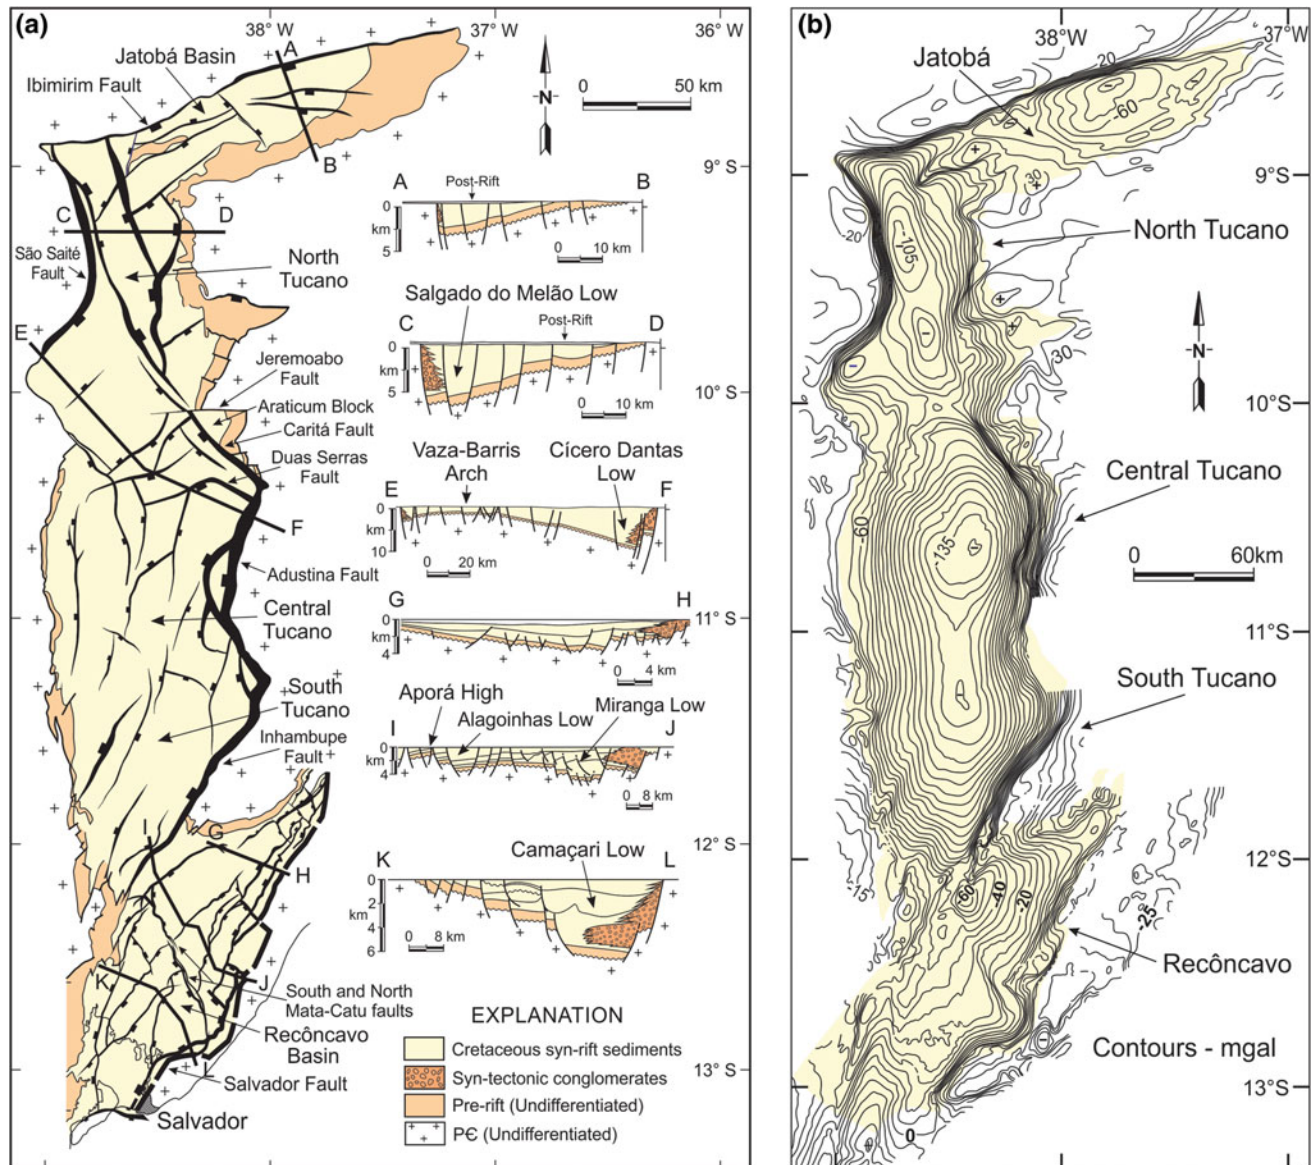 (a)
38° W
37° W
36° W
A
Jatobá Basin
Ibimirim Fault
N
0
50 km
B
9° S
C
D
São Saité
Fault
North
Tucano
E
Jeremoabo
Fault
10° S
Araticum Block
Caritá Fault
Duas Serras
Fault
F
Adustina Fault
Central
Tucano
11° S
South
Tucano
Inhambupe
Fault
I
G
12° S
H
K
J
South and North
Mata-Catu faults
Recôncavo
Basin
L
Salvador Fault
13° S
Salvador
A
Post-Rift
B
0
km
5
0
10 km
Salgado do Melão Low
C
Post-Rift
D
0
km
5
0
10 km
Vaza-Barris
Arch
Cícero Dantas
Low
E
F
0
km
10
0
20 km
G
H
0
km
4
0
4 km
Aporá High
Alagoinhas Low
Miranga Low
I
J
0
km
4
0
8 km
Camaçari Low
K
L
0
2
km
4
6
0
8 km
EXPLANATION
Cretaceous syn-rift sediments
Syn-tectonic conglomerates
Pre-rift (Undifferentiated)
PЄ (Undifferentiated)
(b)
38°W
37°W
20
Jatobá
-60
9°S
30
-20
-105
North Tucano
N
30
10°S
Central Tucano
-60
-135
0
60km
11°S
South Tucano
12°S
-15
-60
-40
-20
-25
Recôncavo
Contours - mgal
13°S
0